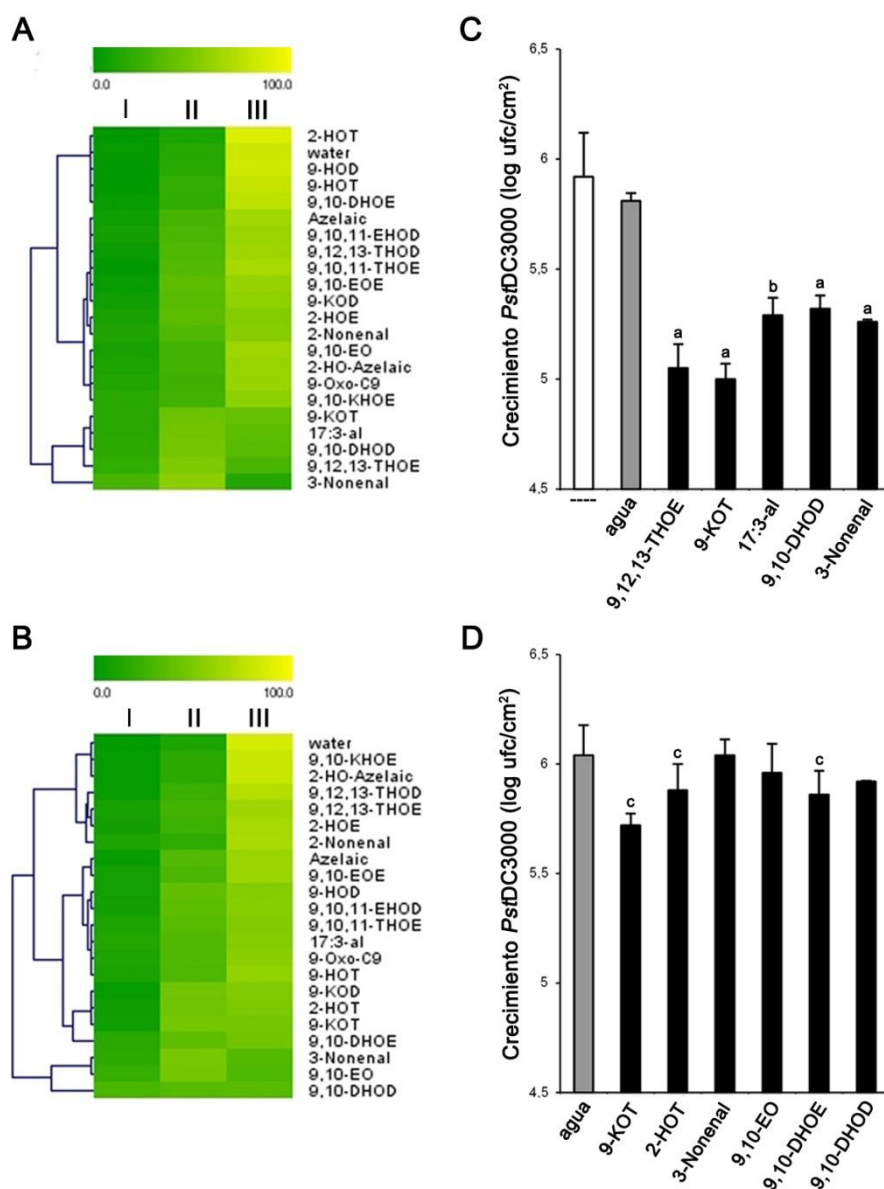 A
0.0 100.0
I II III
2-HOT
water
9-HOD
9-HOT
9,10-DHOE
Azelaic
9,10,11-EHOD
9,12,13-THOD
9,10,11-THOE
9,10-EOE
9-KOD
2-HOE
2-Nonenal
9,10-EO
2-HO-Azelaic
9-Oxo-C9
9,10-KHOE
9-KOT
17:3-al
9,10-DHOD
9,12,13-THOE
3-Nonenal
C
Crecimiento PstDC3000 (log ufc/cm²)
6,5
6
5,5
5
4,5
a
a
b
a
a
----
agua
9,12,13-THOE
9-KOT
17:3-al
9,10-DHOD
3-Nonenal
B
0.0 100.0
I II III
water
9,10-KHOE
2-HO-Azelaic
9,12,13-THOD
9,12,13-THOE
2-HOE
2-Nonenal
Azelaic
9,10-EOE
9-HOD
9,10,11-EHOD
9,10,11-THOE
17:3-al
9-Oxo-C9
9-HOT
9-KOD
2-HOT
9-KOT
9,10-DHOE
3-Nonenal
9,10-EO
9,10-DHOD
D
Crecimiento PstDC3000 (log ufc/cm²)
6,5
6
5,5
5
4,5
c
c
c
agua
9-KOT
2-HOT
3-Nonenal
9,10-EO
9,10-DHOE
9,10-DHOD